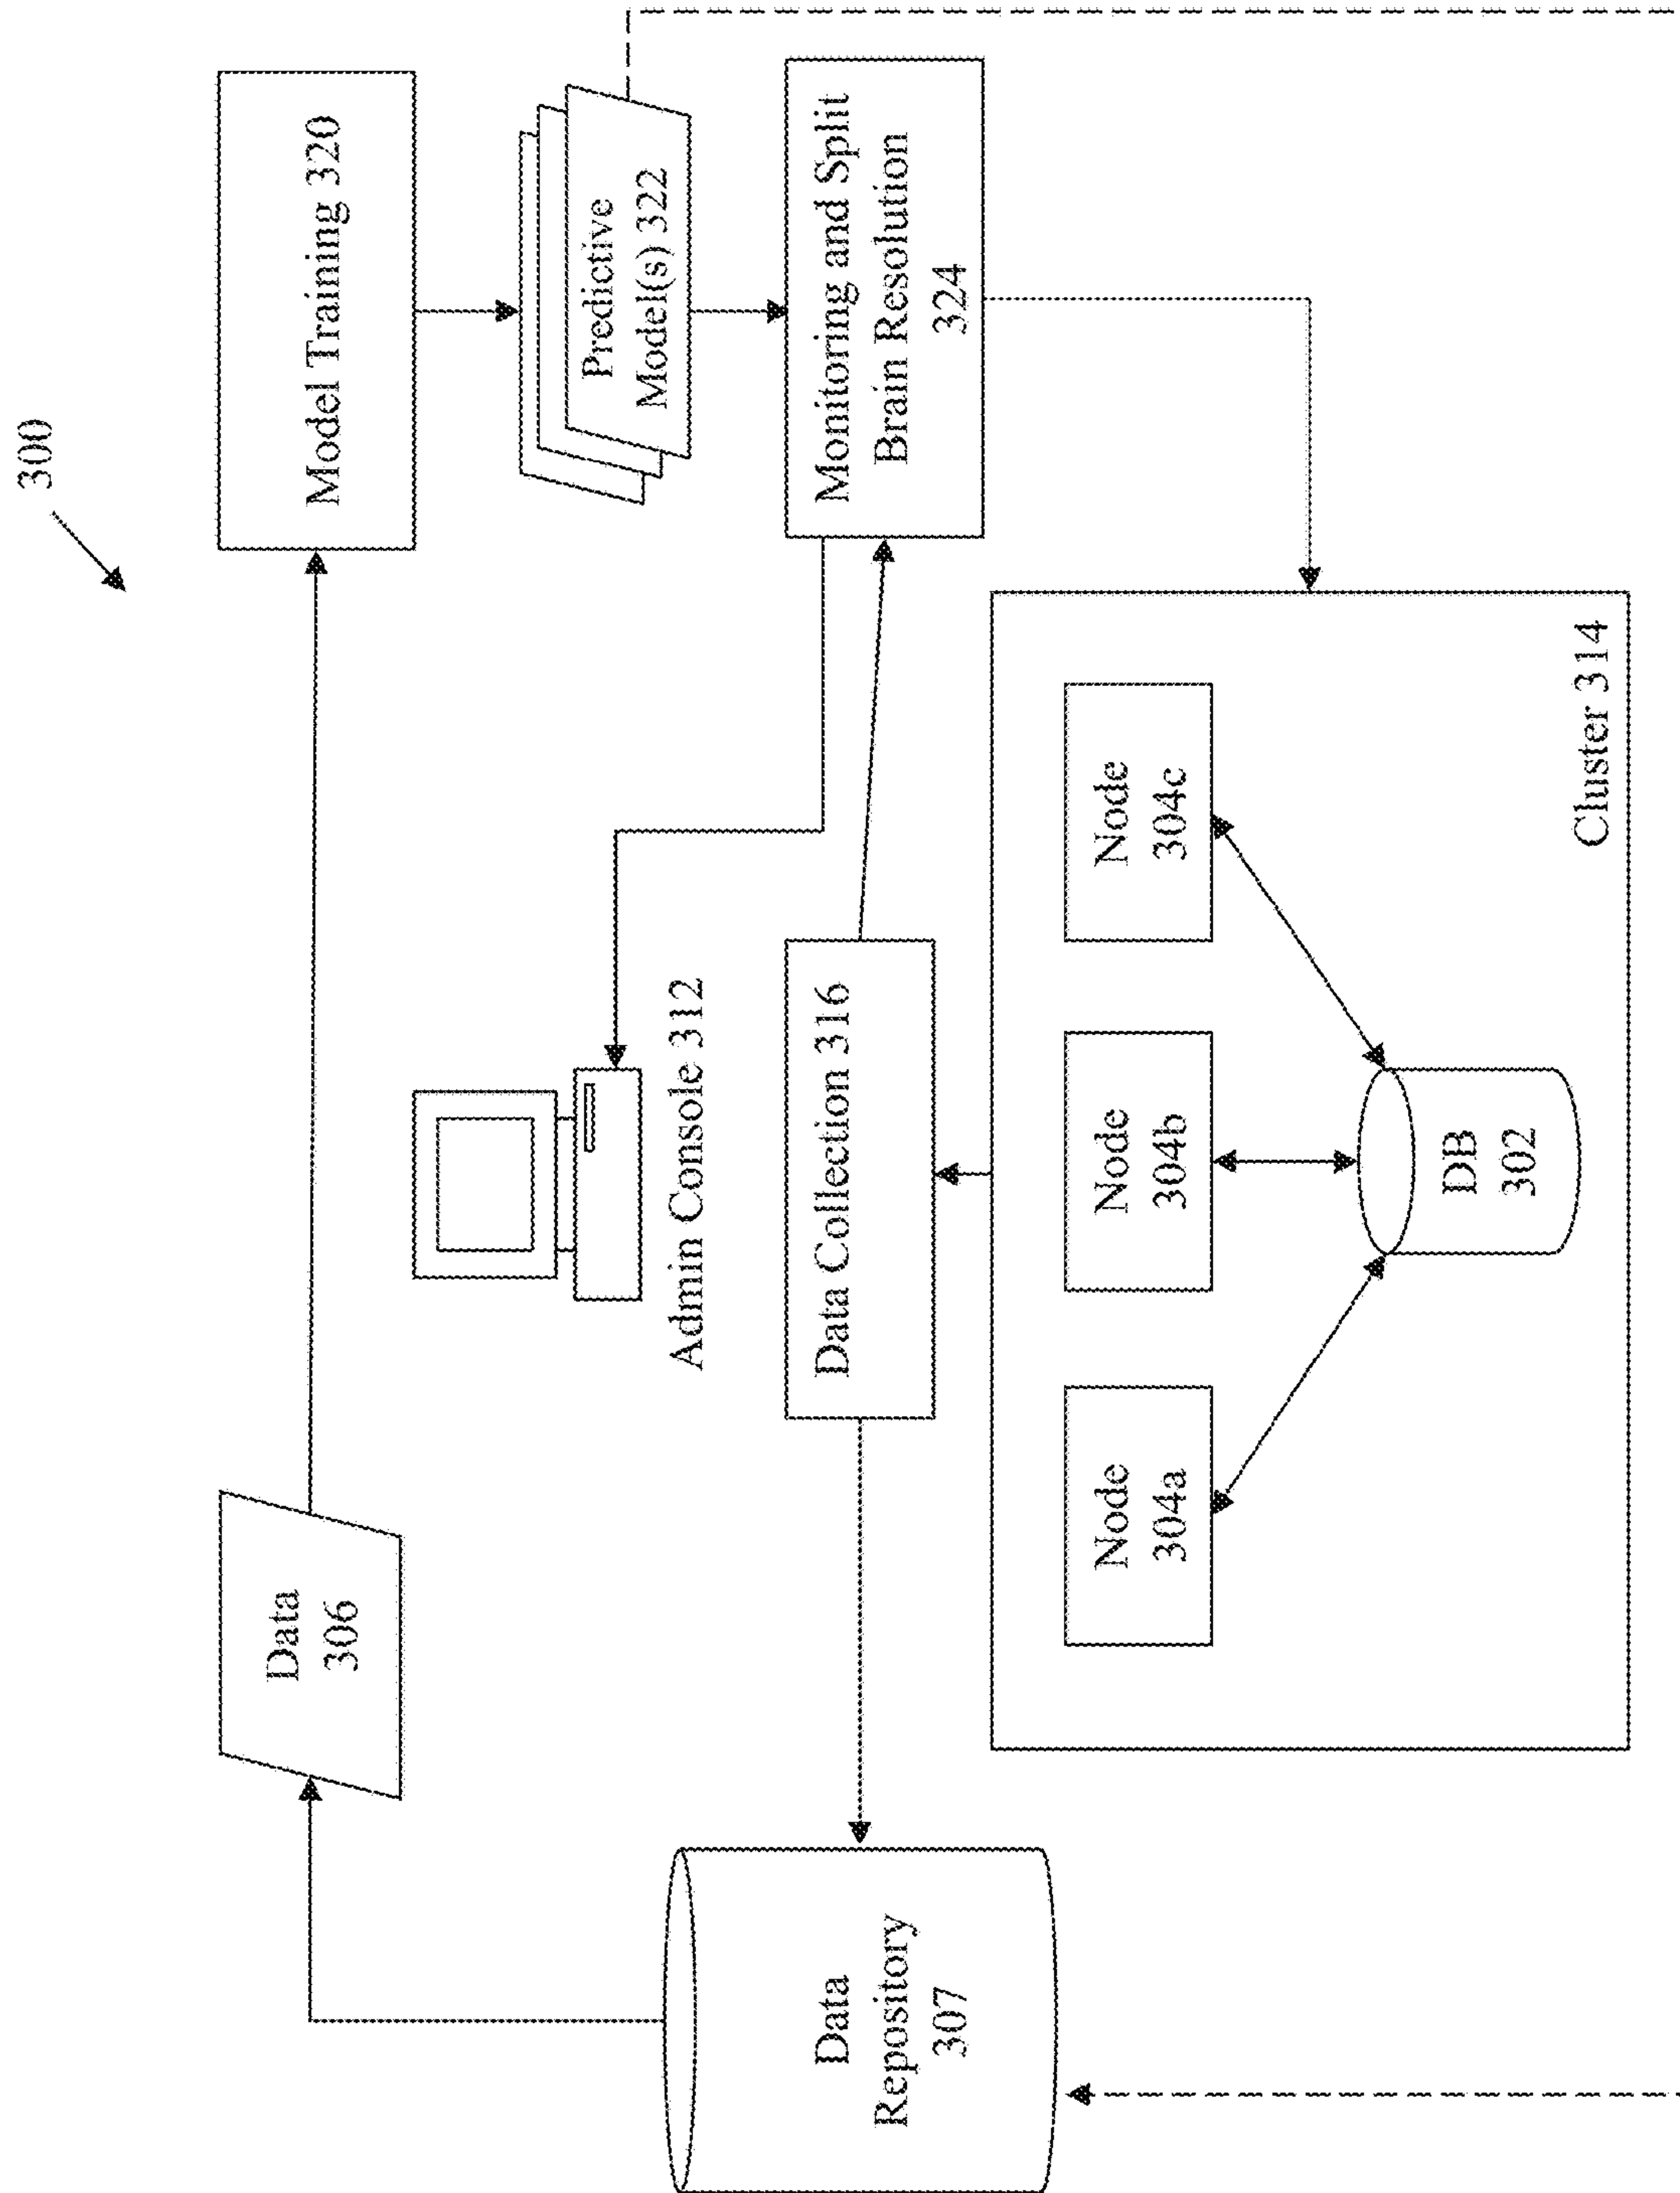 300
Data
306
Model Training 320
Admin Console 312
Predictive
Model(s) 322
Data
Repository
307
Data Collection 316
Monitoring and Split
Brain Resolution
324
Node
304a
Node
304b
Node
304c
DB
302
Cluster 314